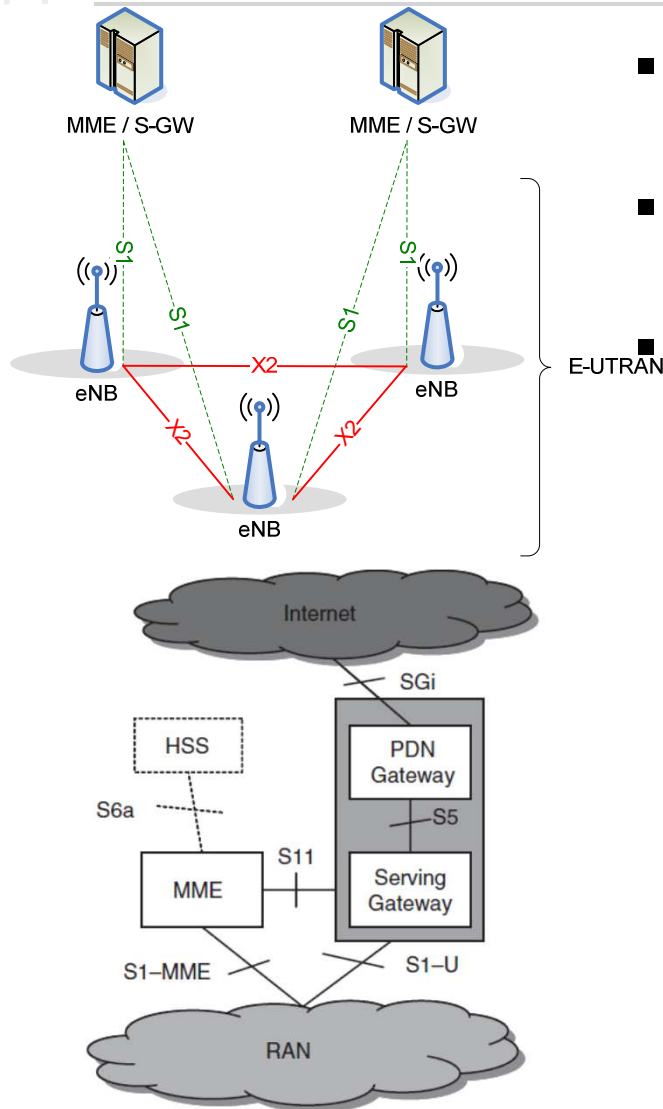 MME / S-GW
MME / S-GW
S1
S1
S1
S1
X2
eNB
eNB
E-UTRAN
X2
X2
eNB
Internet
SGi
HSS
PDN
Gateway
S6a
S5
S11
MME
Serving
Gateway
S1–MME
S1–U
RAN